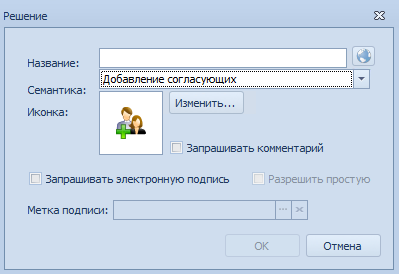 Решение
Название:
Добавление согласующих
Семантика:
Иконка:
Изменить...
Запрашивать комментарий
Запрашивать электронную подпись
Разрешить простую
Метка подписи:
...
OK
Отмена